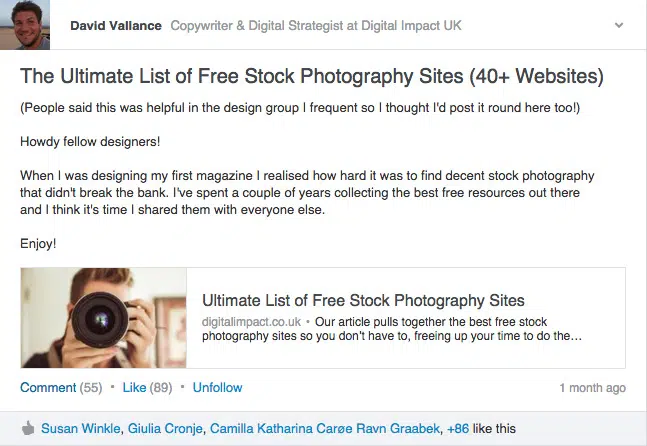 David Vallance Copywriter & Digital Strategist at Digital Impact UK
The Ultimate List of Free Stock Photography Sites (40+ Websites)
(People said this was helpful in the design group I frequent so I thought I'd post it round here too!)
Howdy fellow designers!
When I was designing my first magazine I realised how hard it was to find decent stock photography
that didn't break the bank. I've spent a couple of years collecting the best free resources out there
and I think it's time I shared them with everyone else.
Enjoy!
Ultimate List of Free Stock Photography Sites
digitalimpact.co.uk • Our article pulls together the best free stock
photography sites so you don't have to, freeing up your time to do the…
Comment (55) • Like (89) • Unfollow 1 month ago
Susan Winkle, Giulia Cronje, Camilla Katharina Carøe Ravn Graabek, +86 like this